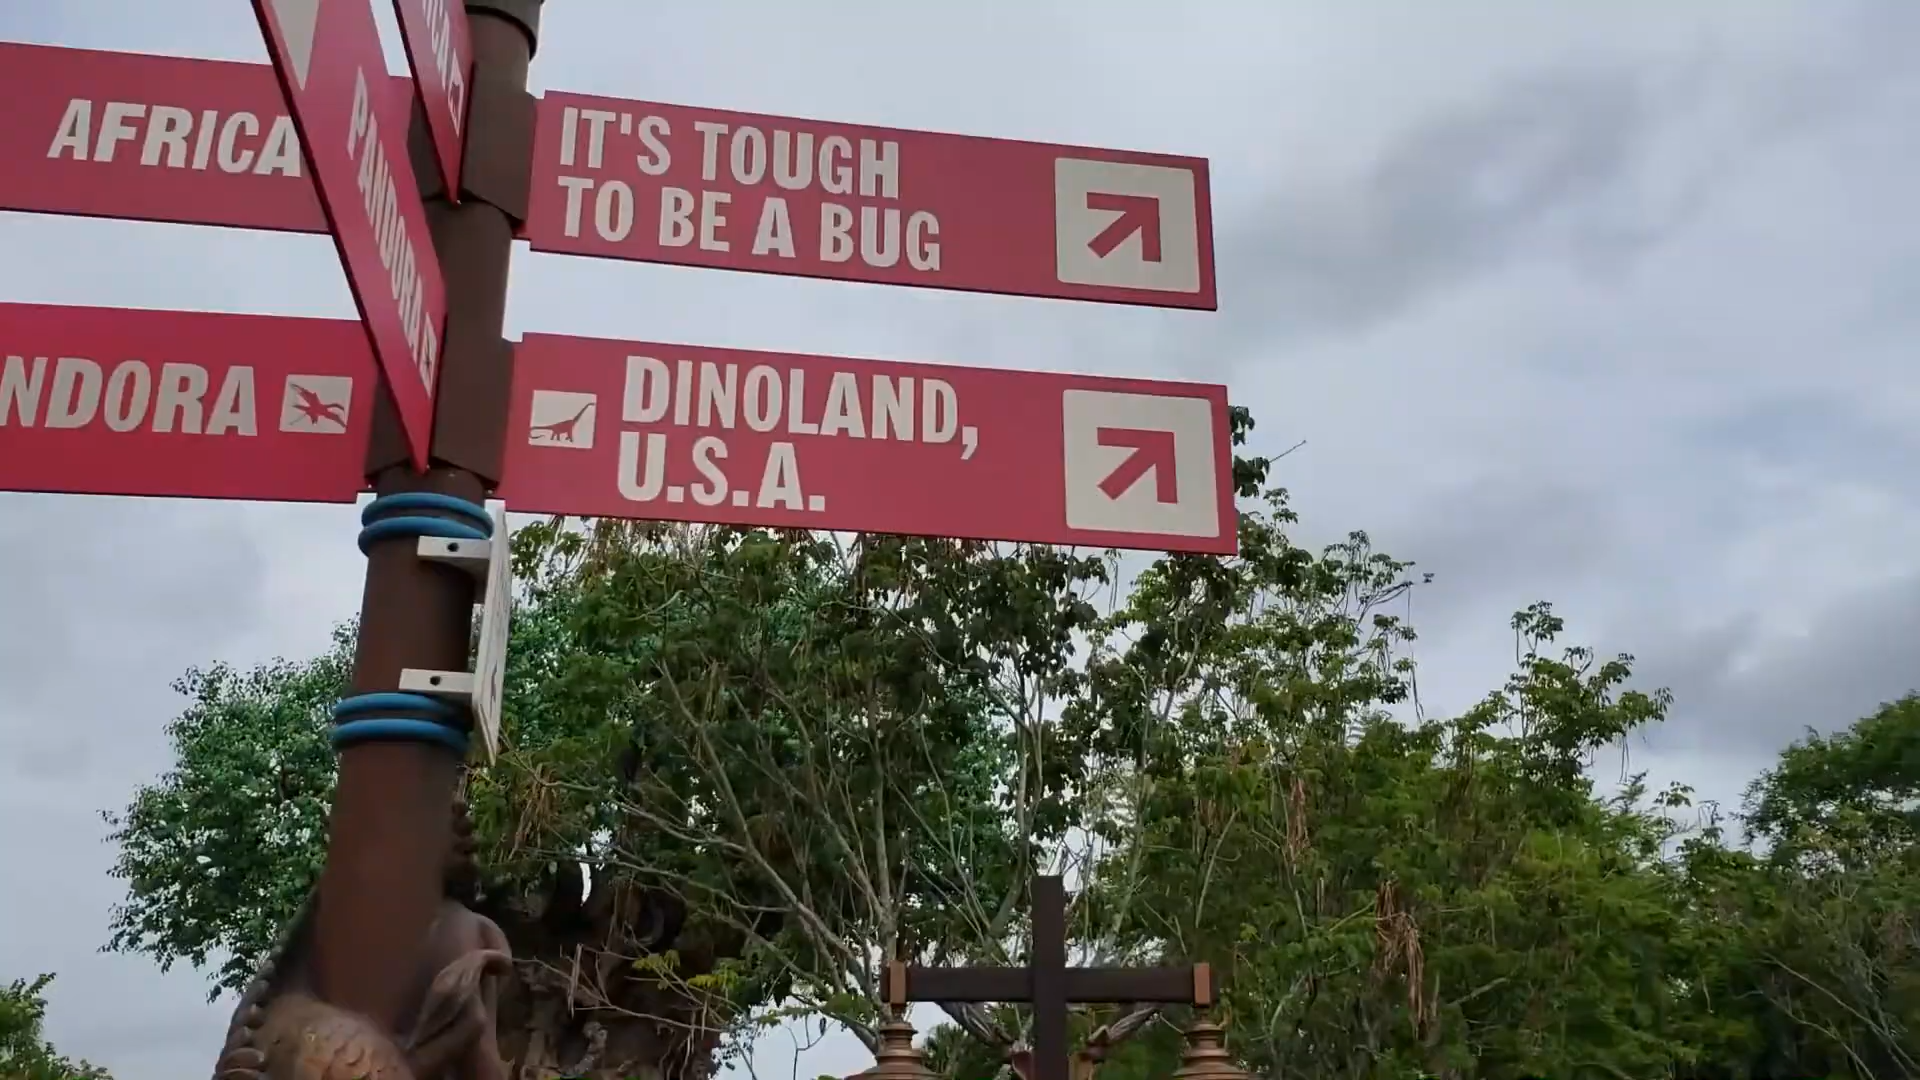 AFRICA
PANDORA
IT'S TOUGH
TO BE A BUG
NDORA
DINOLAND,
U.S.A.